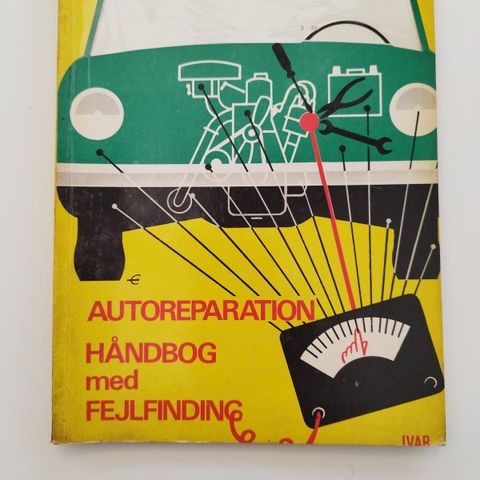 AUTOREPARATION
HÅNDBOG
med
FEJLFINDING
IVAR